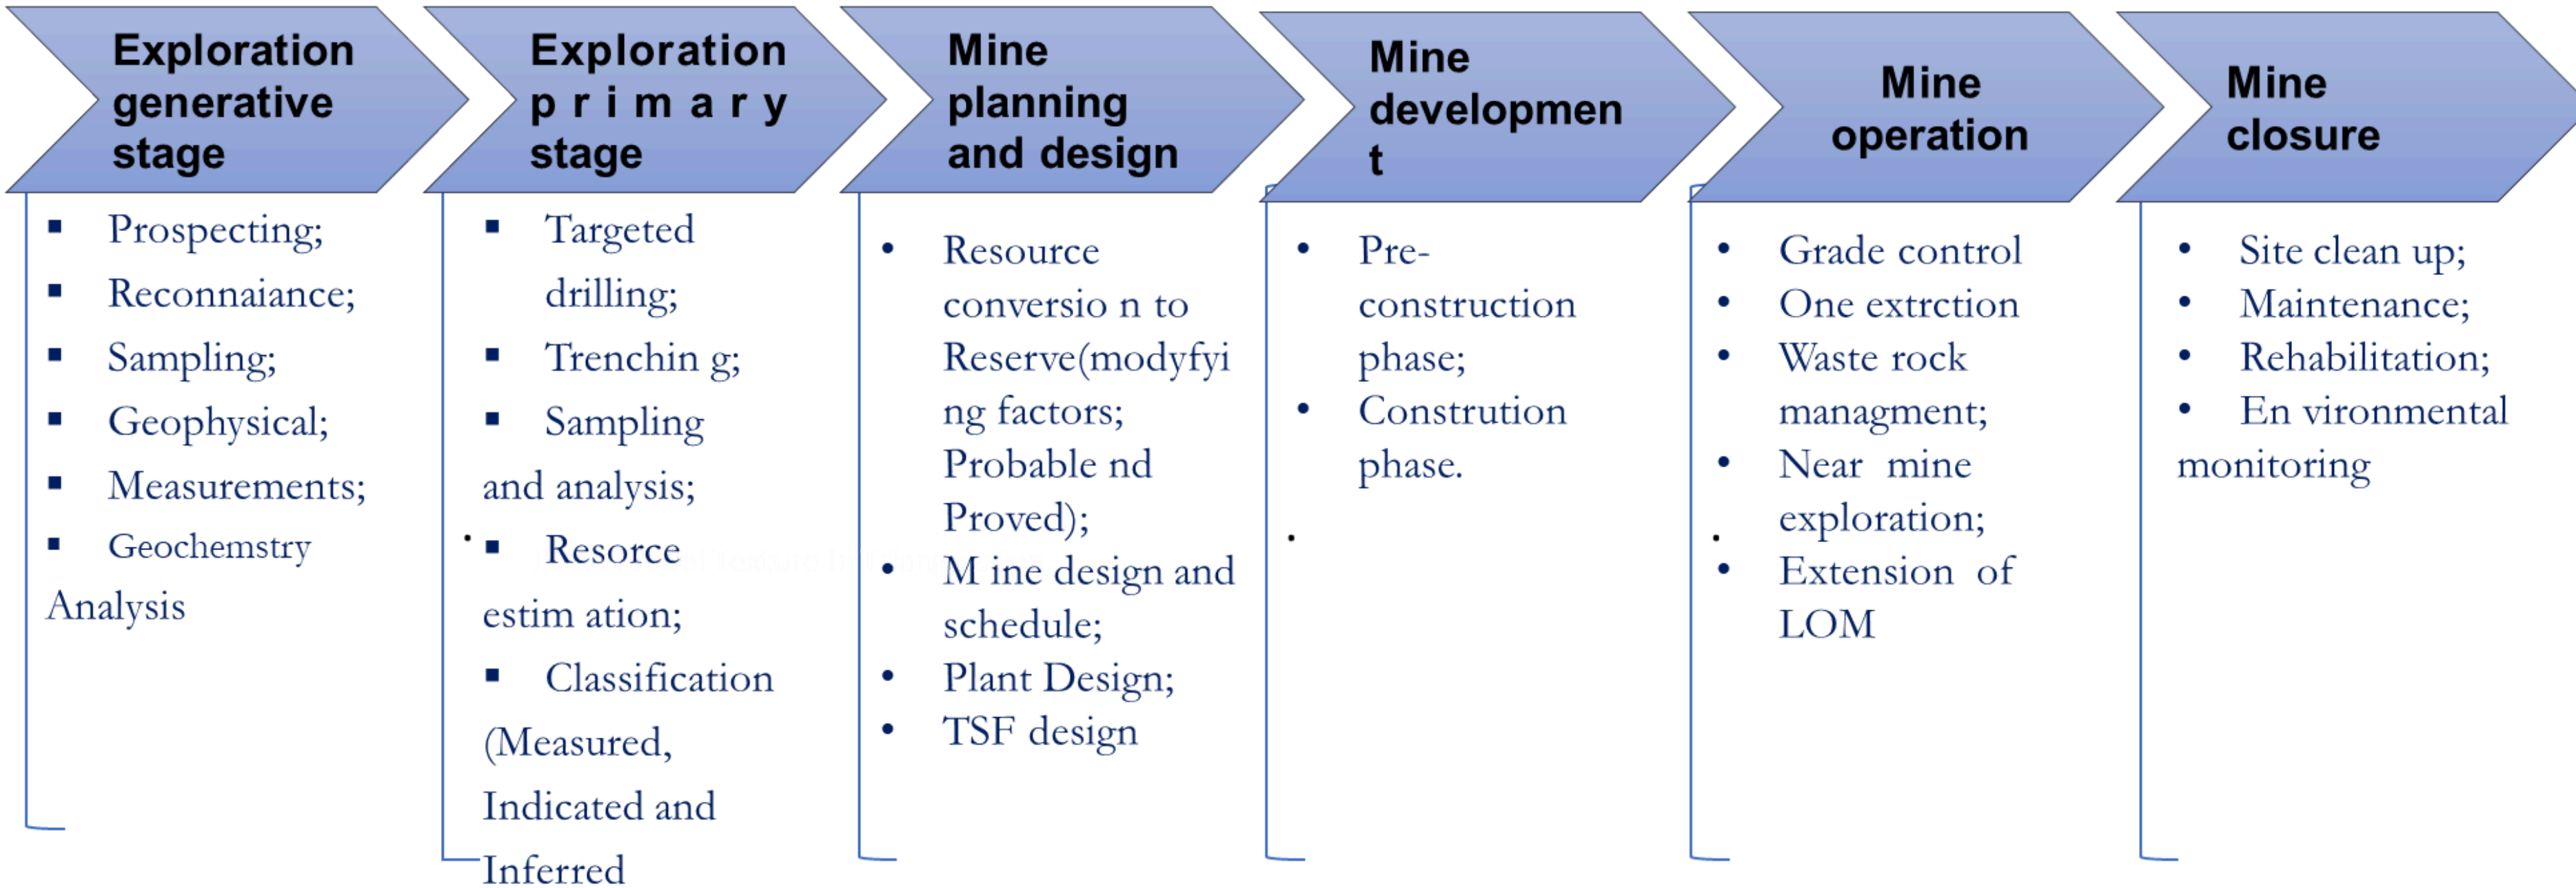 Exploration
generative
stage
▪ Prospecting;
▪ Reconnaiance;
▪ Sampling;
▪ Geophysical;
▪ Measurements;
▪ Geochemstry
Analysis
Exploration
p r i m a r y
stage
▪ Targeted
drilling;
▪ Trenchin g;
▪ Sampling
and analysis;
▪ Resorce
estim ation;
▪ Classification
(Measured,
Indicated and
Inferred
Mine
planning
and design
• Resource
conversio n to
Reserve(modyfyi
ng factors;
Probable nd
Proved);
• M ine design and
schedule;
• Plant Design;
• TSF design
Mine
developmen
t
• Pre-
construction
phase;
• Constrution
phase.
Mine
operation
• Grade control
• One extrction
• Waste rock
managment;
• Near mine
exploration;
• Extension of
LOM
Mine
closure
• Site clean up;
• Maintenance;
• Rehabilitation;
• En vironmental
monitoring